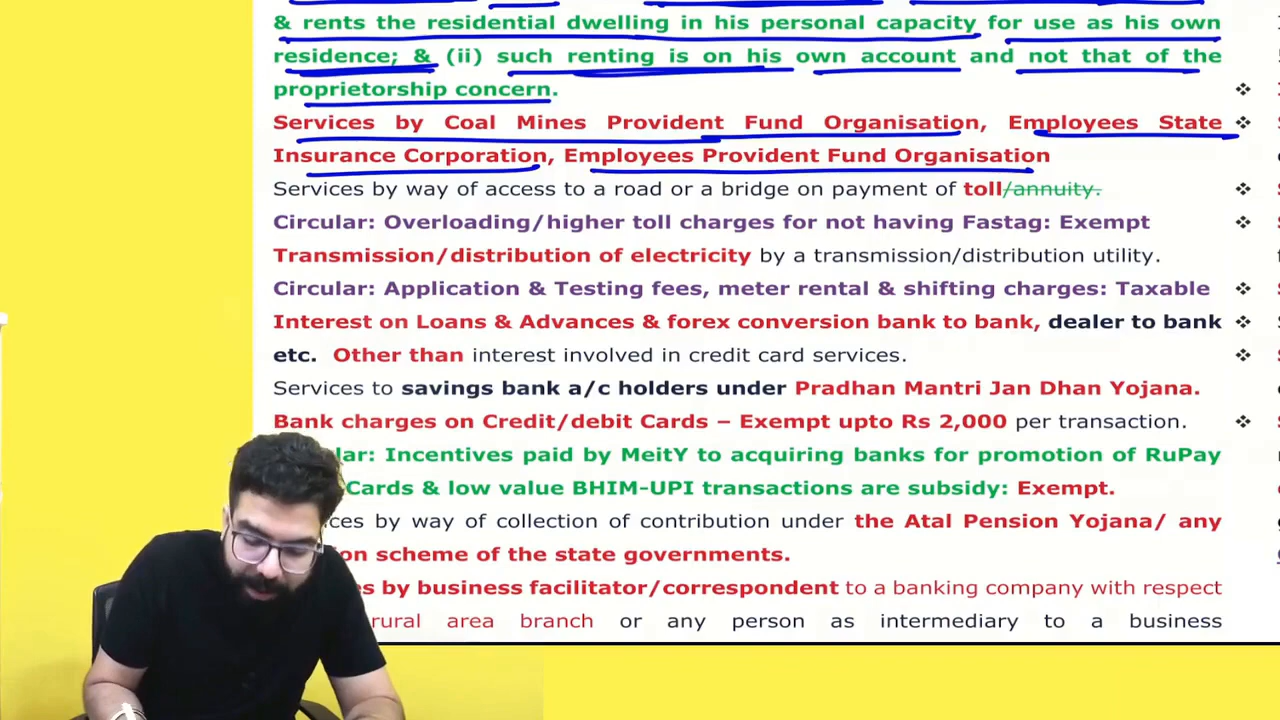 & rents the residential dwelling in his personal capacity for use as his own
residence; & (ii) such renting is on his own account and not that of the
proprietorship concern.
Services by Coal Mines Provident Fund Organisation, Employees State
Insurance Corporation, Employees Provident Fund Organisation
Services by way of access to a road or a bridge on payment of toll/annuity.
Circular: Overloading/higher toll charges for not having Fastag: Exempt
Transmission/distribution of electricity by a transmission/distribution utility.
Circular: Application & Testing fees, meter rental & shifting charges: Taxable
Interest on Loans & Advances & forex conversion bank to bank, dealer to bank
etc. Other than interest involved in credit card services.
Services to savings bank a/c holders under Pradhan Mantri Jan Dhan Yojana.
Bank charges on Credit/debit Cards – Exempt upto Rs 2,000 per transaction.
Incentives paid by MeitY to acquiring banks for promotion of RuPay
Cards & low value BHIM-UPI transactions are subsidy: Exempt.
by way of collection of contribution under the Atal Pension Yojana/ any
scheme of the state governments.
by business facilitator/correspondent to a banking company with respect
rural area branch or any person as intermediary to a business